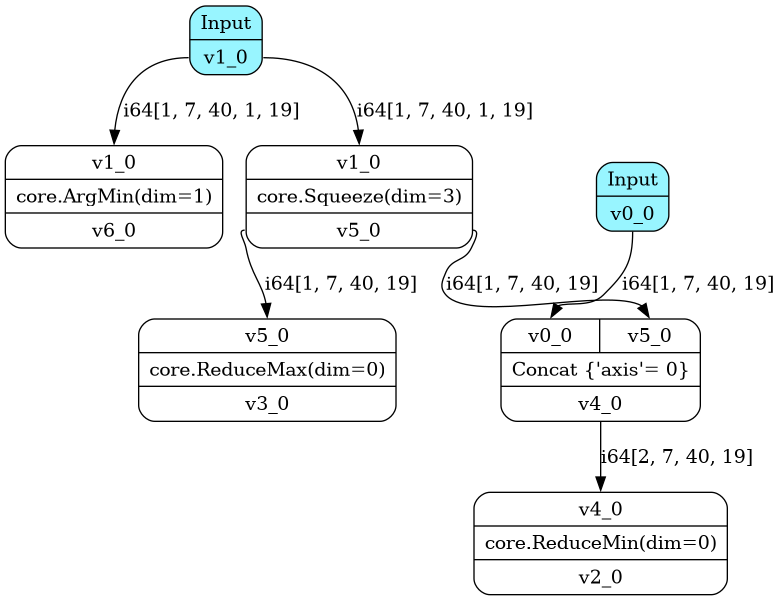 Input
v1_0
i64[1, 7, 40, 1, 19]
i64[1, 7, 40, 1, 19]
v1_0
core.ArgMin(dim=1)
v6_0
v1_0
core.Squeeze(dim=3)
v5_0
Input
v0_0
i64[1, 7, 40, 19]
i64[1, 7, 40, 19]
i64[1, 7, 40, 19]
v5_0
core.ReduceMax(dim=0)
v3_0
v0_0
v5_0
Concat {'axis'= 0}
v4_0
i64[2, 7, 40, 19]
v4_0
core.ReduceMin(dim=0)
v2_0